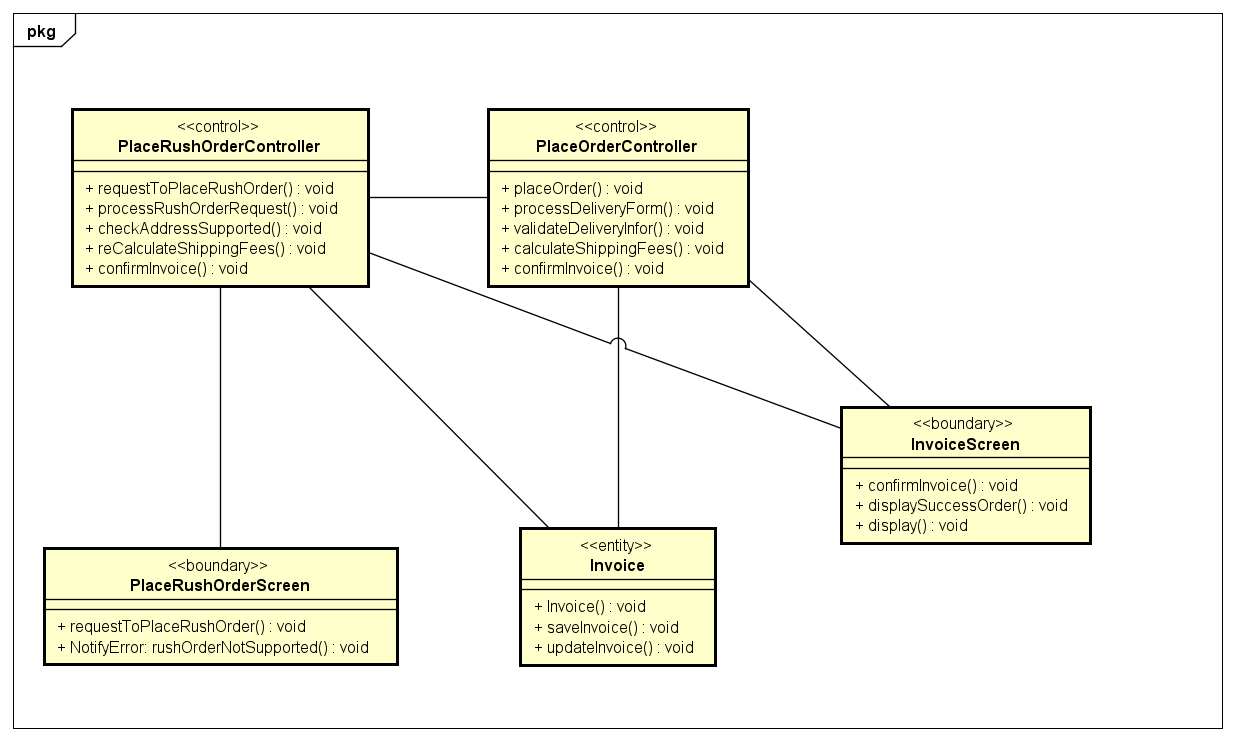 pkg
<<control>>
PlaceRushOrderController
+ requestToPlaceRushOrder() : void
+ processRushOrderRequest() : void
+ checkAddressSupported() : void
+ reCalculateShippingFees() : void
+ confirmInvoice() : void
<<control>>
PlaceOrderController
+ placeOrder() : void
+ processDeliveryForm() : void
+ validateDeliveryInfor() : void
+ calculateShippingFees() : void
+ confirmInvoice() : void
<<boundary>>
InvoiceScreen
+ confirmInvoice() : void
+ displaySuccessOrder() : void
+ display() : void
<<boundary>>
PlaceRushOrderScreen
+ requestToPlaceRushOrder() : void
+ NotifyError: rushOrderNotSupported() : void
<<entity>>
Invoice
+ Invoice() : void
+ saveInvoice() : void
+ updateInvoice() : void